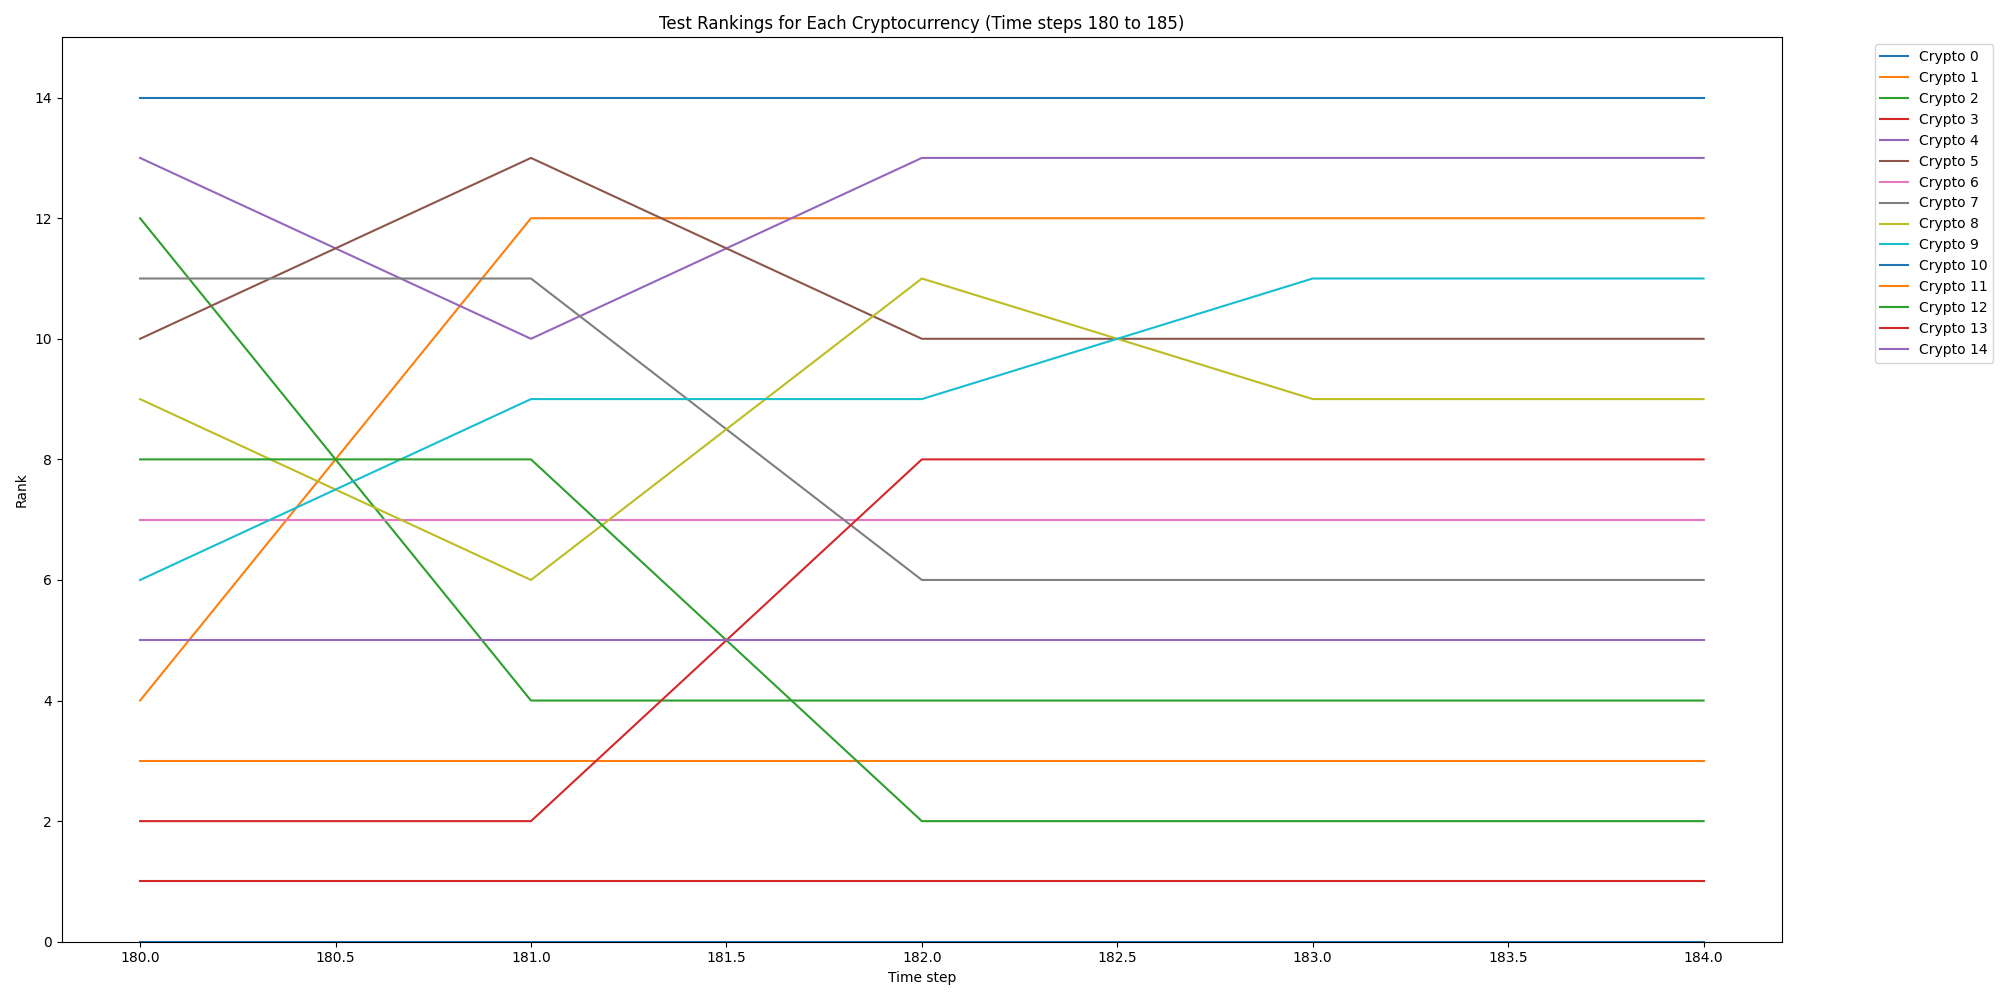 Test Rankings for Each Cryptocurrency (Time steps 180 to 185)
Rank
14
12
10
8
6
4
2
0
180.0 180.5 181.0 181.5 182.0 182.5 183.0 183.5 184.0
Time step
Crypto 0
Crypto 1
Crypto 2
Crypto 3
Crypto 4
Crypto 5
Crypto 6
Crypto 7
Crypto 8
Crypto 9
Crypto 10
Crypto 11
Crypto 12
Crypto 13
Crypto 14